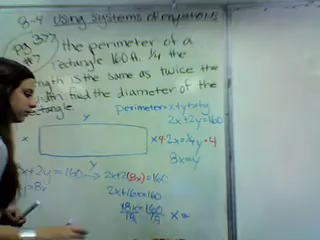 8-4 using systems of equations
pg 377
#7
the perimeter of a
rectangle 160 ft. 1/4 the
length is the same as twice the
width. find the diameter of the
rectangle.
perimeter= x+y+x+y
2x+2y=160
y
x
x
y
4·2x=1/4y·4
8x=y
2x+2y=160
2x+2(8x)=160
y=8x
2x+16x=160
18x=160
18 18
x=